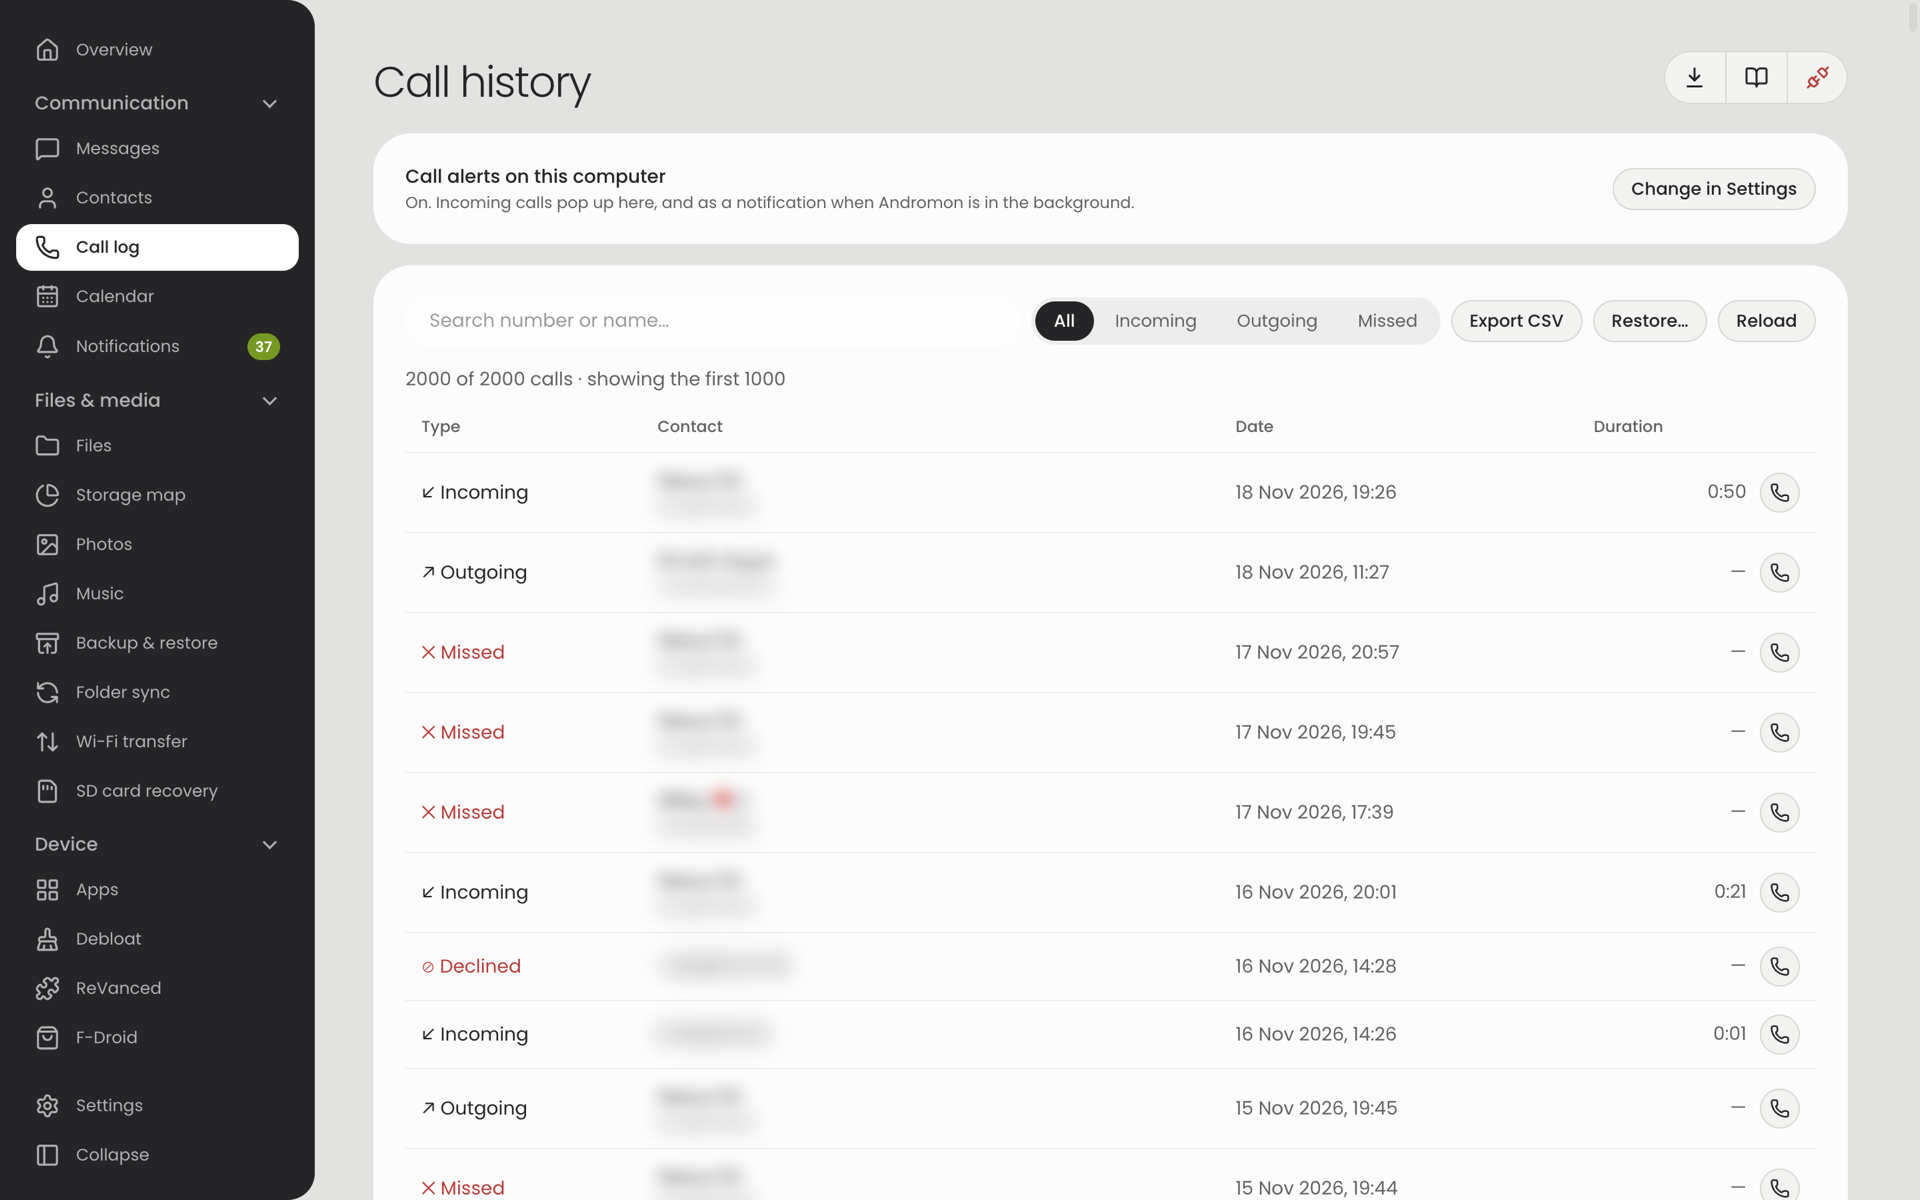 Overview
Communication
Messages
Contacts
Call log
Calendar
Notifications 37
Files & media
Files
Storage map
Photos
Music
Backup & restore
Folder sync
Wi-Fi transfer
SD card recovery
Device
Apps
Debloat
ReVanced
F-Droid
Settings
Collapse
Call history
Call alerts on this computer
On. Incoming calls pop up here, and as a notification when Andromon is in the background.
Change in Settings
Search number or name...
All Incoming Outgoing Missed Export CSV Restore... Reload
2000 of 2000 calls · showing the first 1000
Type Contact Date Duration
Incoming 18 Nov 2026, 19:26 0:50
Outgoing 18 Nov 2026, 11:27 —
Missed 17 Nov 2026, 20:57 —
Missed 17 Nov 2026, 19:45 —
Missed 17 Nov 2026, 17:39 —
Incoming 16 Nov 2026, 20:01 0:21
Declined 16 Nov 2026, 14:28 —
Incoming 16 Nov 2026, 14:26 0:01
Outgoing 15 Nov 2026, 19:45 —
Missed 15 Nov 2026, 19:44 —